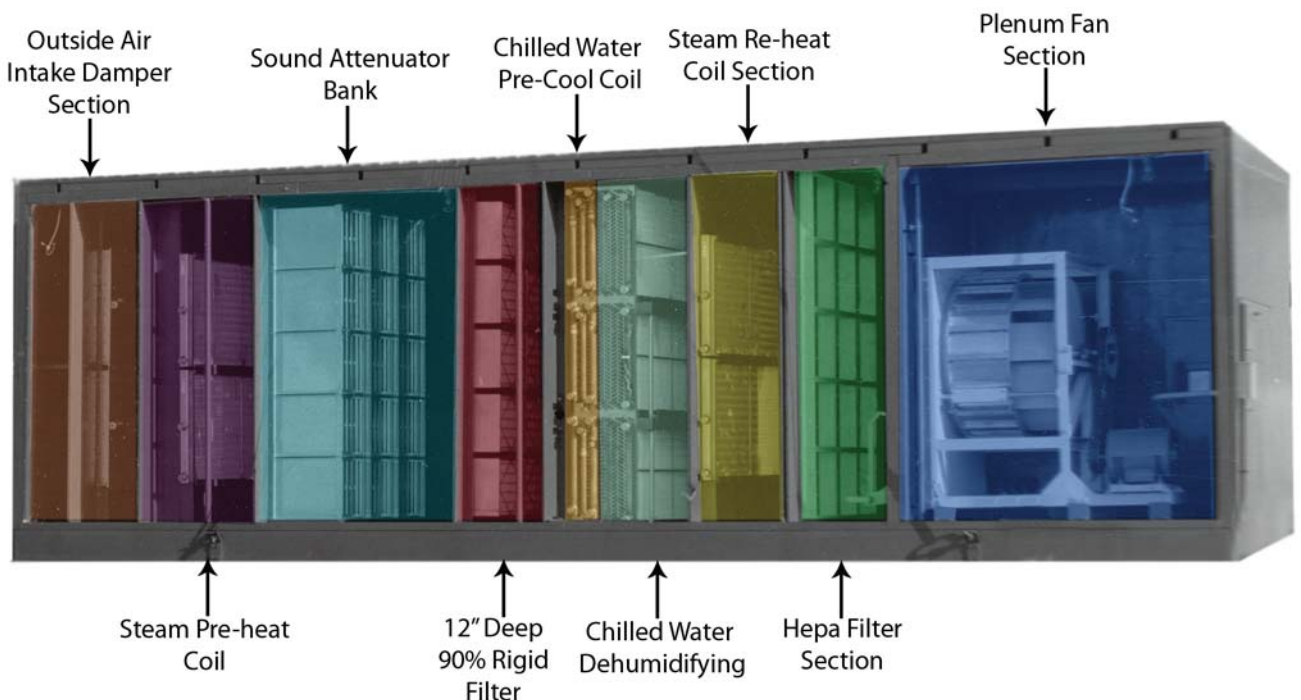 Outside Air
Intake Damper
Section
Sound Attenuator
Bank
Chilled Water
Pre-Cool Coil
Steam Re-heat
Coil Section
Plenum Fan
Section
Steam Pre-heat
Coil
12” Deep
90% Rigid
Filter
Chilled Water
Dehumidifying
Hepa Filter
Section